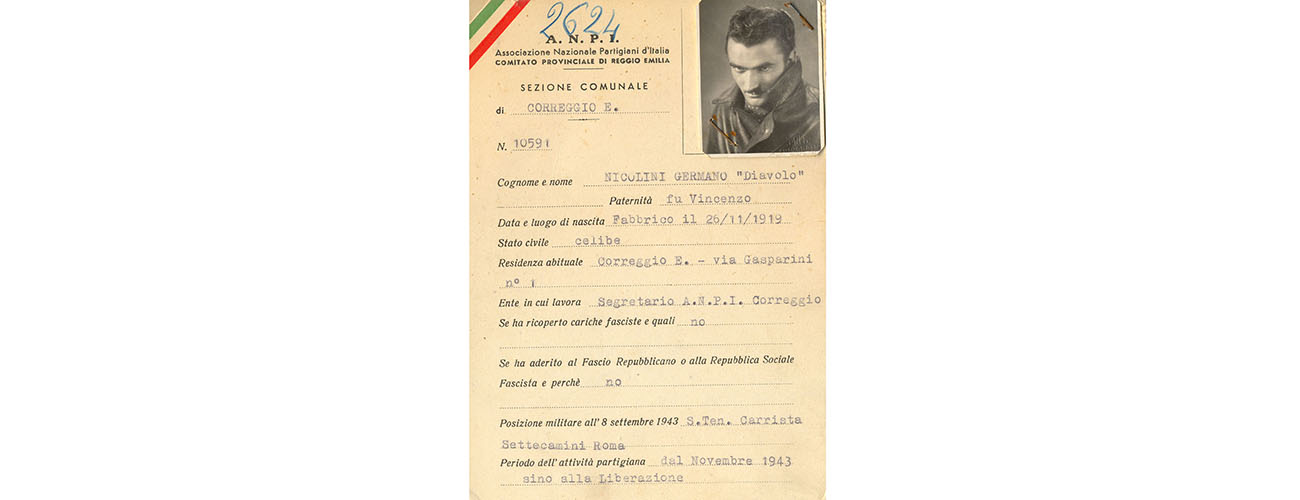 2624
A. N. P. I.
Associazione Nazionale Partigiani d'Italia
COMITATO PROVINCIALE DI REGGIO EMILIA
SEZIONE COMUNALE
di CORREGGIO E.
N. 10591
Cognome e nome NICOLINI GERMANO "Diavolo"
Paternità fu Vincenzo
Data e luogo di nascita Fabbrico il 26/11/1919
Stato civile celibe
Residenza abituale Correggio E. - via Gasparini
n° 1
Ente in cui lavora Segretario A.N.P.I. Correggio
Se ha ricoperto cariche fasciste e quali no
Se ha aderito al Fascio Repubblicano o alla Repubblica Sociale
Fascista e perchè no
Posizione militare all' 8 settembre 1943 S.Ten. Carrista
Settecamini Roma
Periodo dell' attività partigiana dal Novembre 1943
sino alla Liberazione